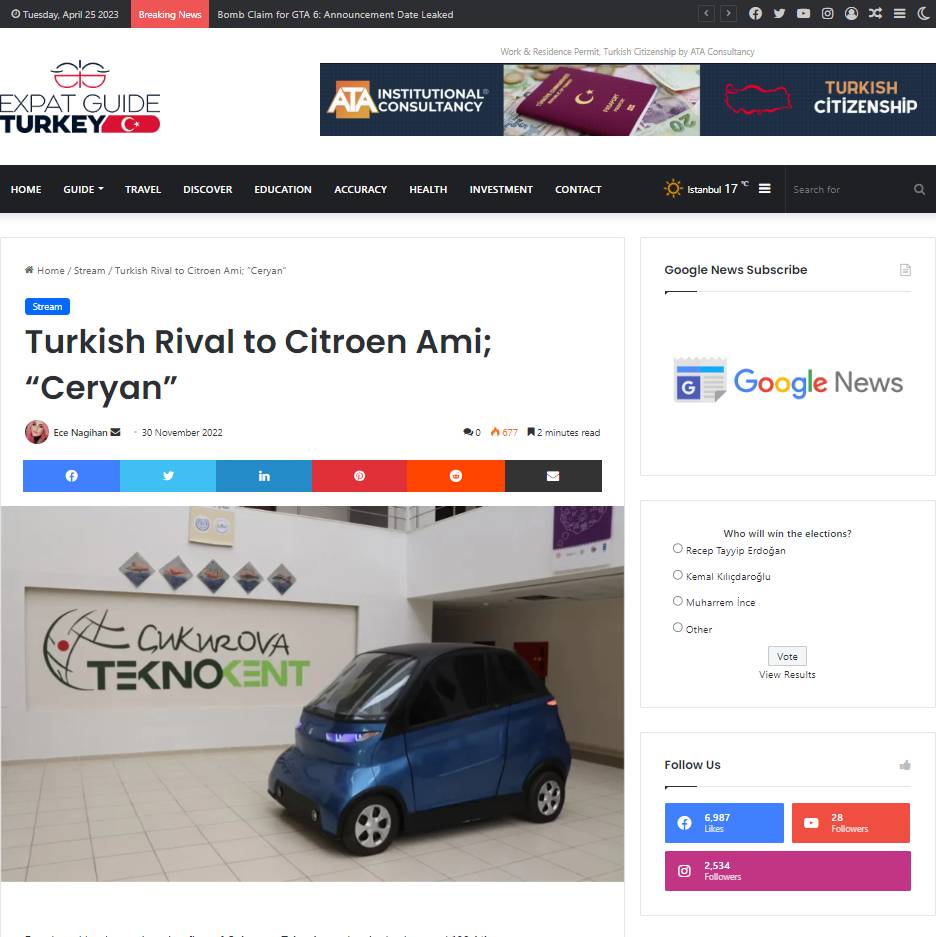 Tuesday, April 25 2023
Breaking News
Bomb Claim for GTA 6: Announcement Date Leaked
Work & Residence Permit, Turkish Citizenship by ATA Consultancy
EXPAT GUIDE
TURKEY
ATA INSTITUTIONAL CONSULTANCY®
TURKISH CİTİZENSHİP
HOME GUIDE TRAVEL DISCOVER EDUCATION ACCURACY HEALTH INVESTMENT CONTACT
Istanbul 17 ℃
Search for
Home / Stream / Turkish Rival to Citroen Ami; “Ceryan”
Stream
Turkish Rival to Citroen Ami;
“Ceryan”
Ece Nagihan - 30 November 2022
0 677 2 minutes read
ÇUKUROVA
TEKNOKENT
Google News Subscribe
G
Google News
Who will win the elections?
Recep Tayyip Erdoğan
Kemal Kılıçdaroğlu
Muharrem İnce
Other
Vote
View Results
Follow Us
6,987
Likes
28
Followers
2,534
Followers